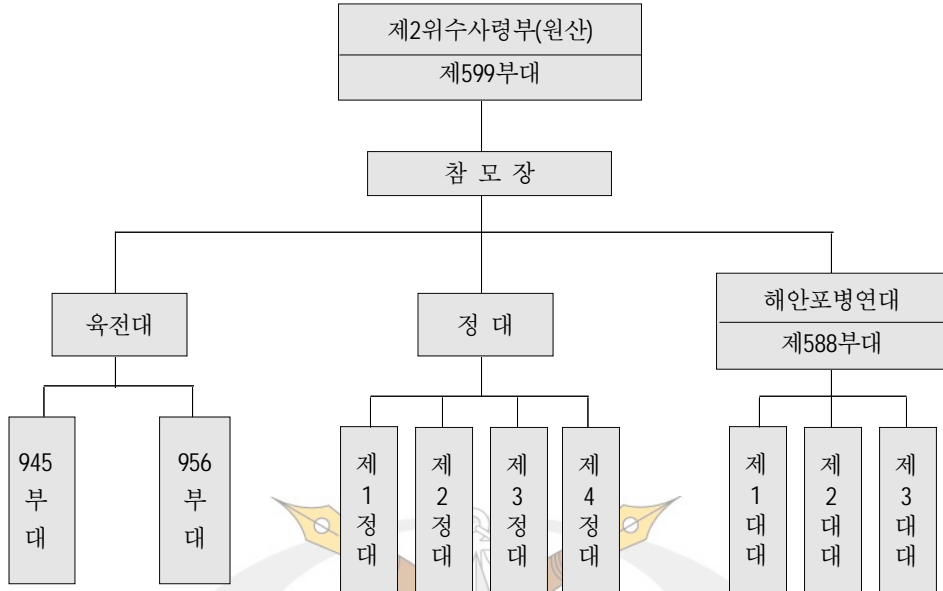 제2위수사령부(원산)
제599부대
참 모 장
육전대
정 대
해안포병연대
제588부대
945
부
대
956
부
대
제
1
정
대
제
2
정
대
제
3
정
대
제
4
정
대
제
1
대
대
제
2
대
대
제
3
대
대